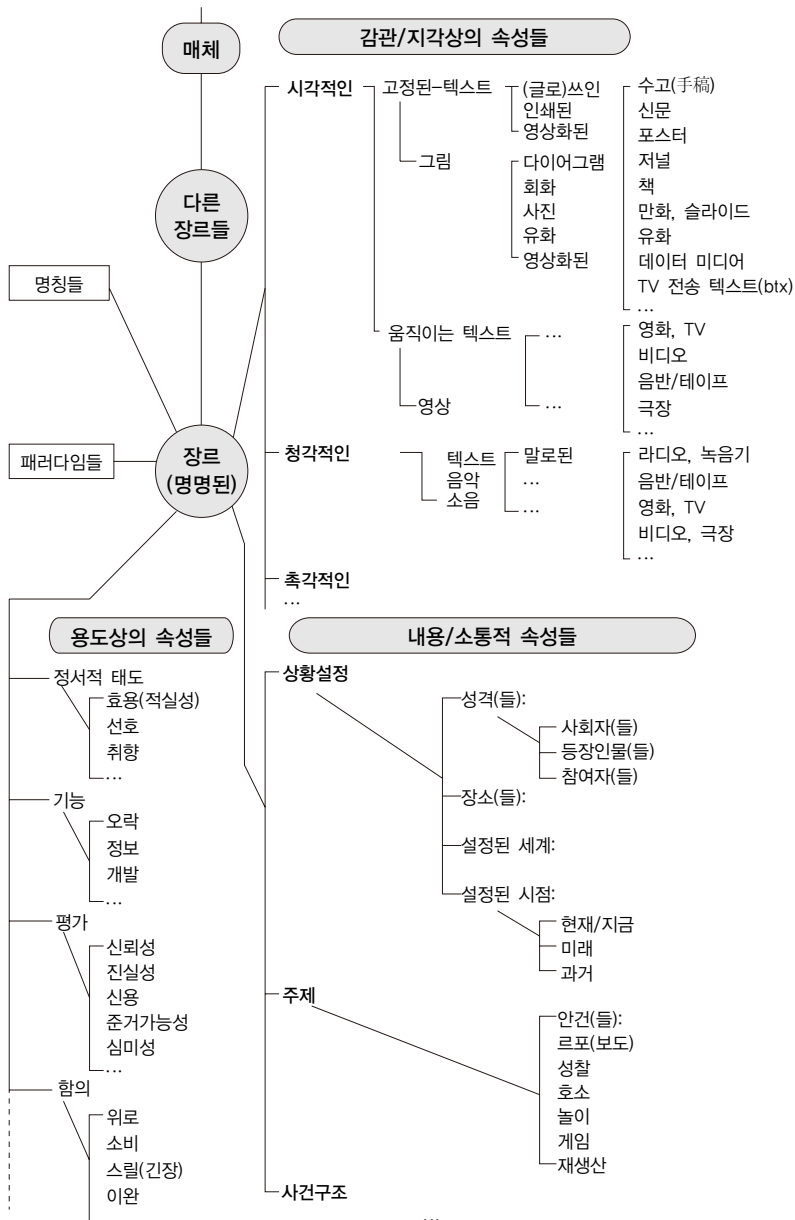 매체
다른
장르들
명칭들
패러다임들
장르
(명명된)
감관/지각상의 속성들
시각적인
고정된-텍스트
(글로)쓰인
인쇄된
영상화된
그림
다이어그램
회화
사진
유화
영상화된
수고(手稿)
신문
포스터
저널
책
만화, 슬라이드
유화
데이터 미디어
TV 전송 텍스트(btx)
...
움직이는 텍스트
...
영상
...
영화, TV
비디오
음반/테이프
극장
...
청각적인
텍스트
음악
소음
말로된
...
...
라디오, 녹음기
음반/테이프
영화, TV
비디오, 극장
...
촉각적인
...
용도상의 속성들
정서적 태도
효용(적실성)
선호
취향
...
기능
오락
정보
개발
...
평가
신뢰성
진실성
신용
준거가능성
심미성
...
함의
위로
소비
스릴(긴장)
이완
내용/소통적 속성들
상황설정
성격(들):
사회자(들)
등장인물(들)
참여자(들)
장소(들):
설정된 세계:
설정된 시점:
현재/지금
미래
과거
주제
안건(들):
르포(보도)
성찰
호소
놀이
게임
재생산
사건구조